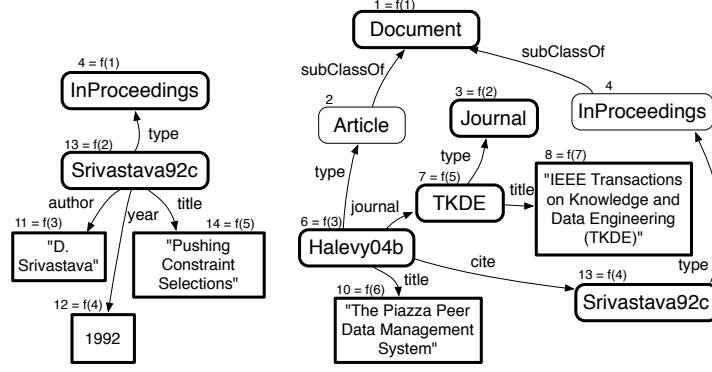 4 = f(1)
InProceedings
type
13 = f(2)
Srivastava92c
author
year
title
11 = f(3)
"D.
Srivastava"
14 = f(5)
"Pushing
Constraint
Selections"
12 = f(4)
1992
1 = f(1)
Document
subClassOf
subClassOf
2
Article
3 = f(2)
Journal
4
InProceedings
type
type
7 = f(5)
TKDE
title
8 = f(7)
"IEEE Transactions
on Knowledge and
Data Engineering
(TKDE)"
journal
6 = f(3)
Halevy04b
cite
type
13 = f(4)
Srivastava92c
title
10 = f(6)
"The Piazza Peer
Data Management
System"